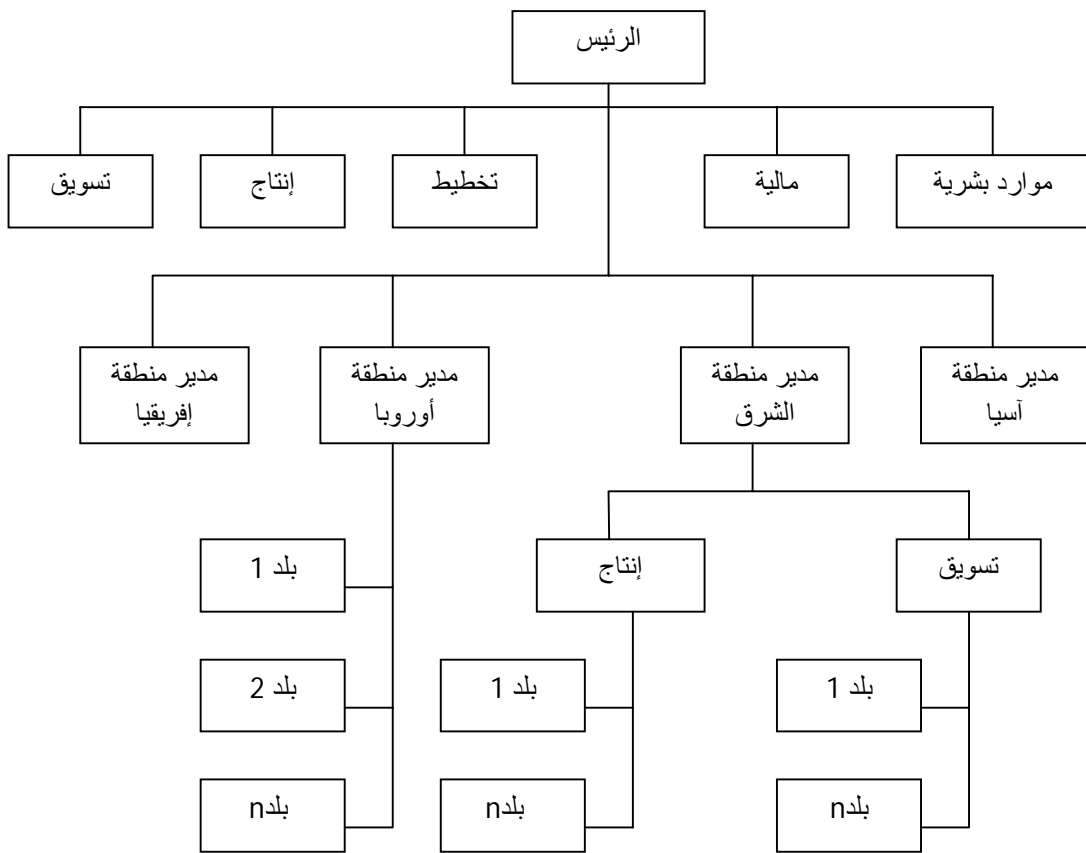 الرئيس
موارد بشرية
مالية
تخطيط
إنتاج
تسويق
مدير منطقة
آسيا
مدير منطقة
الشرق
مدير منطقة
أوروبا
مدير منطقة
إفريقيا
تسويق
إنتاج
بلد 1
بلد 1
بلد 1
بلد 2
بلدn
بلدn
بلدn